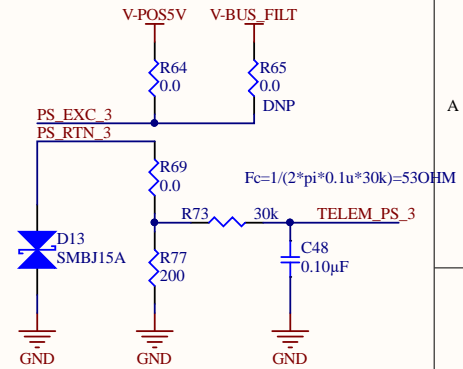 V-POS5V
V-BUS_FILT
R64
0.0
R65
0.0
DNP
A
PS_EXC_3
PS_RTN_3
R69
0.0
Fc=1/(2*pi*0.1u*30k)=53OHM
R73
30k
TELEM_PS_3
D13
SMBJ15A
R77
200
C48
0.10µF
GND
GND
GND